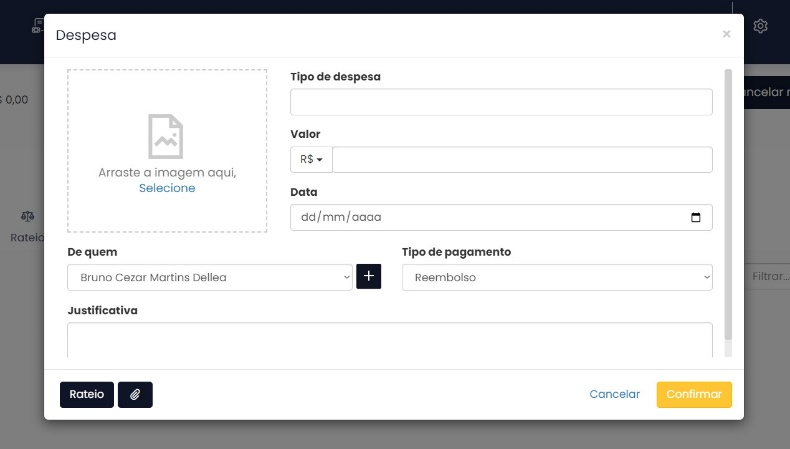 Despesa
×
$ 0,00
ancelar r
Arraste a imagem aqui,
Selecione
Tipo de despesa
Valor
R$
Data
dd/mm/aaaa
Rateio
De quem
Tipo de pagamento
Bruno Cezar Martins Dellea
+
Reembolso
Filtrar...
Justificativa
Rateio
Cancelar
Confirmar